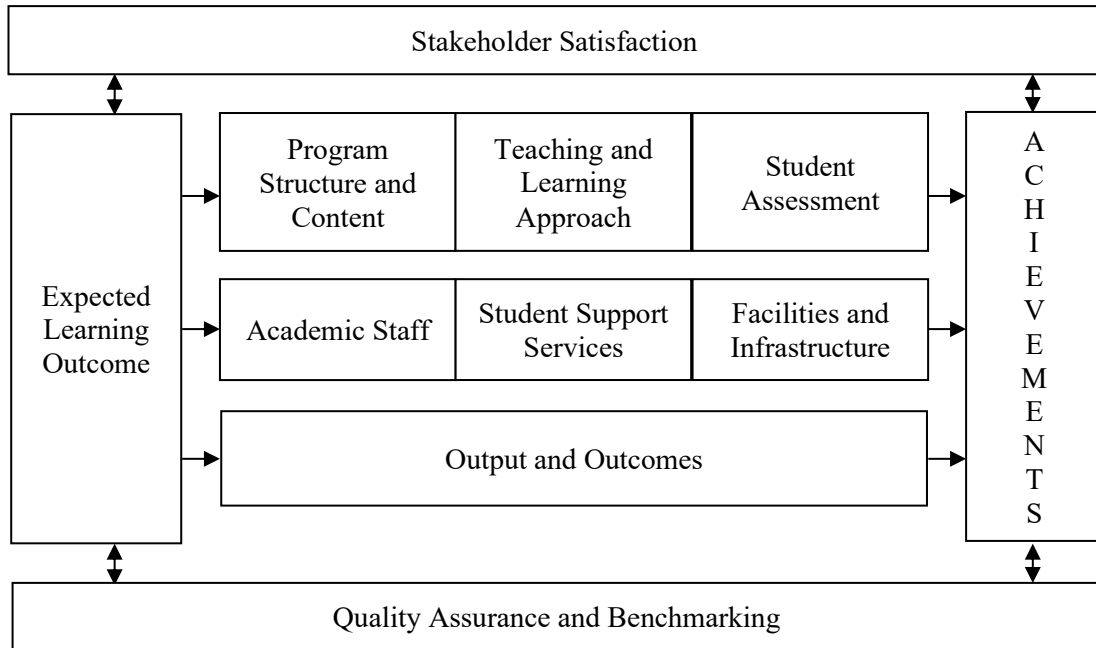 Stakeholder Satisfaction
Program
Structure and
Content
Teaching and
Learning
Approach
Student
Assessment
Expected
Learning
Outcome
Academic Staff
Student Support
Services
Facilities and
Infrastructure
Output and Outcomes
A
C
H
I
E
V
E
M
E
N
T
S
Quality Assurance and Benchmarking